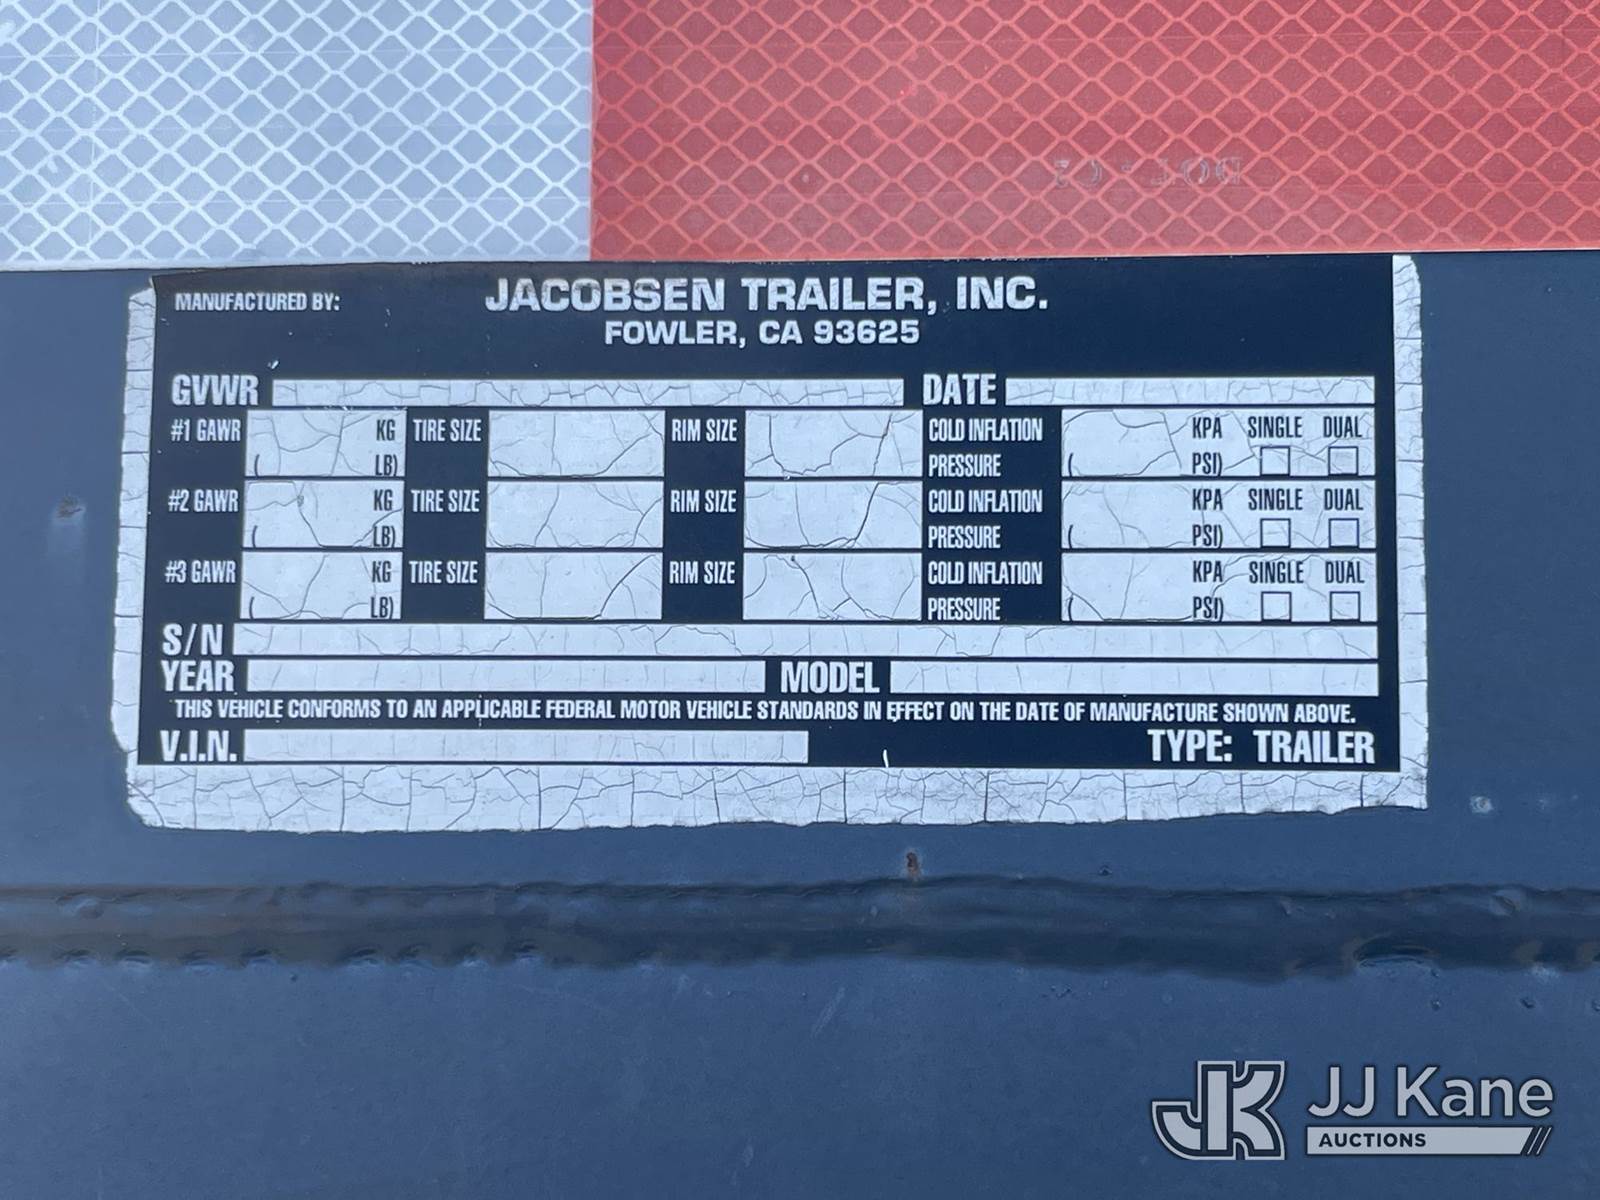 DOT-C2
MANUFACTURED BY: JACOBSEN TRAILER, INC.
FOWLER, CA 93625
GVWR DATE
#1 GAWR KG TIRE SIZE RIM SIZE COLD INFLATION KPA SINGLE DUAL
( LB) PRESSURE ( PSI)
#2 GAWR KG TIRE SIZE RIM SIZE COLD INFLATION KPA SINGLE DUAL
( LB) PRESSURE ( PSI)
#3 GAWR KG TIRE SIZE RIM SIZE COLD INFLATION KPA SINGLE DUAL
( LB) PRESSURE ( PSI)
S/N
YEAR MODEL
THIS VEHICLE CONFORMS TO AN APPLICABLE FEDERAL MOTOR VEHICLE STANDARDS IN EFFECT ON THE DATE OF MANUFACTURE SHOWN ABOVE.
V.I.N. TYPE: TRAILER
JK JJ Kane
AUCTIONS